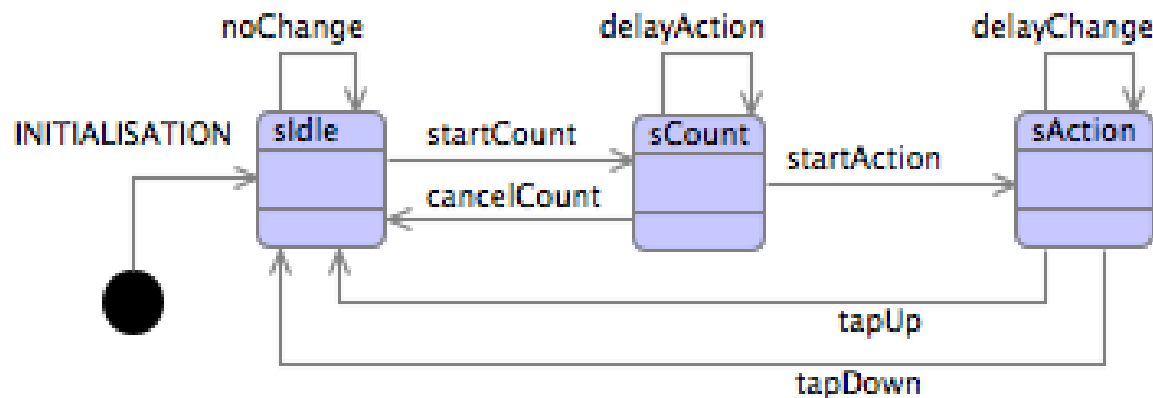 noChange
delayAction
delayChange
INITIALISATION
sIdle
startCount
sCount
sAction
startAction
cancelCount
tapUp
tapDown